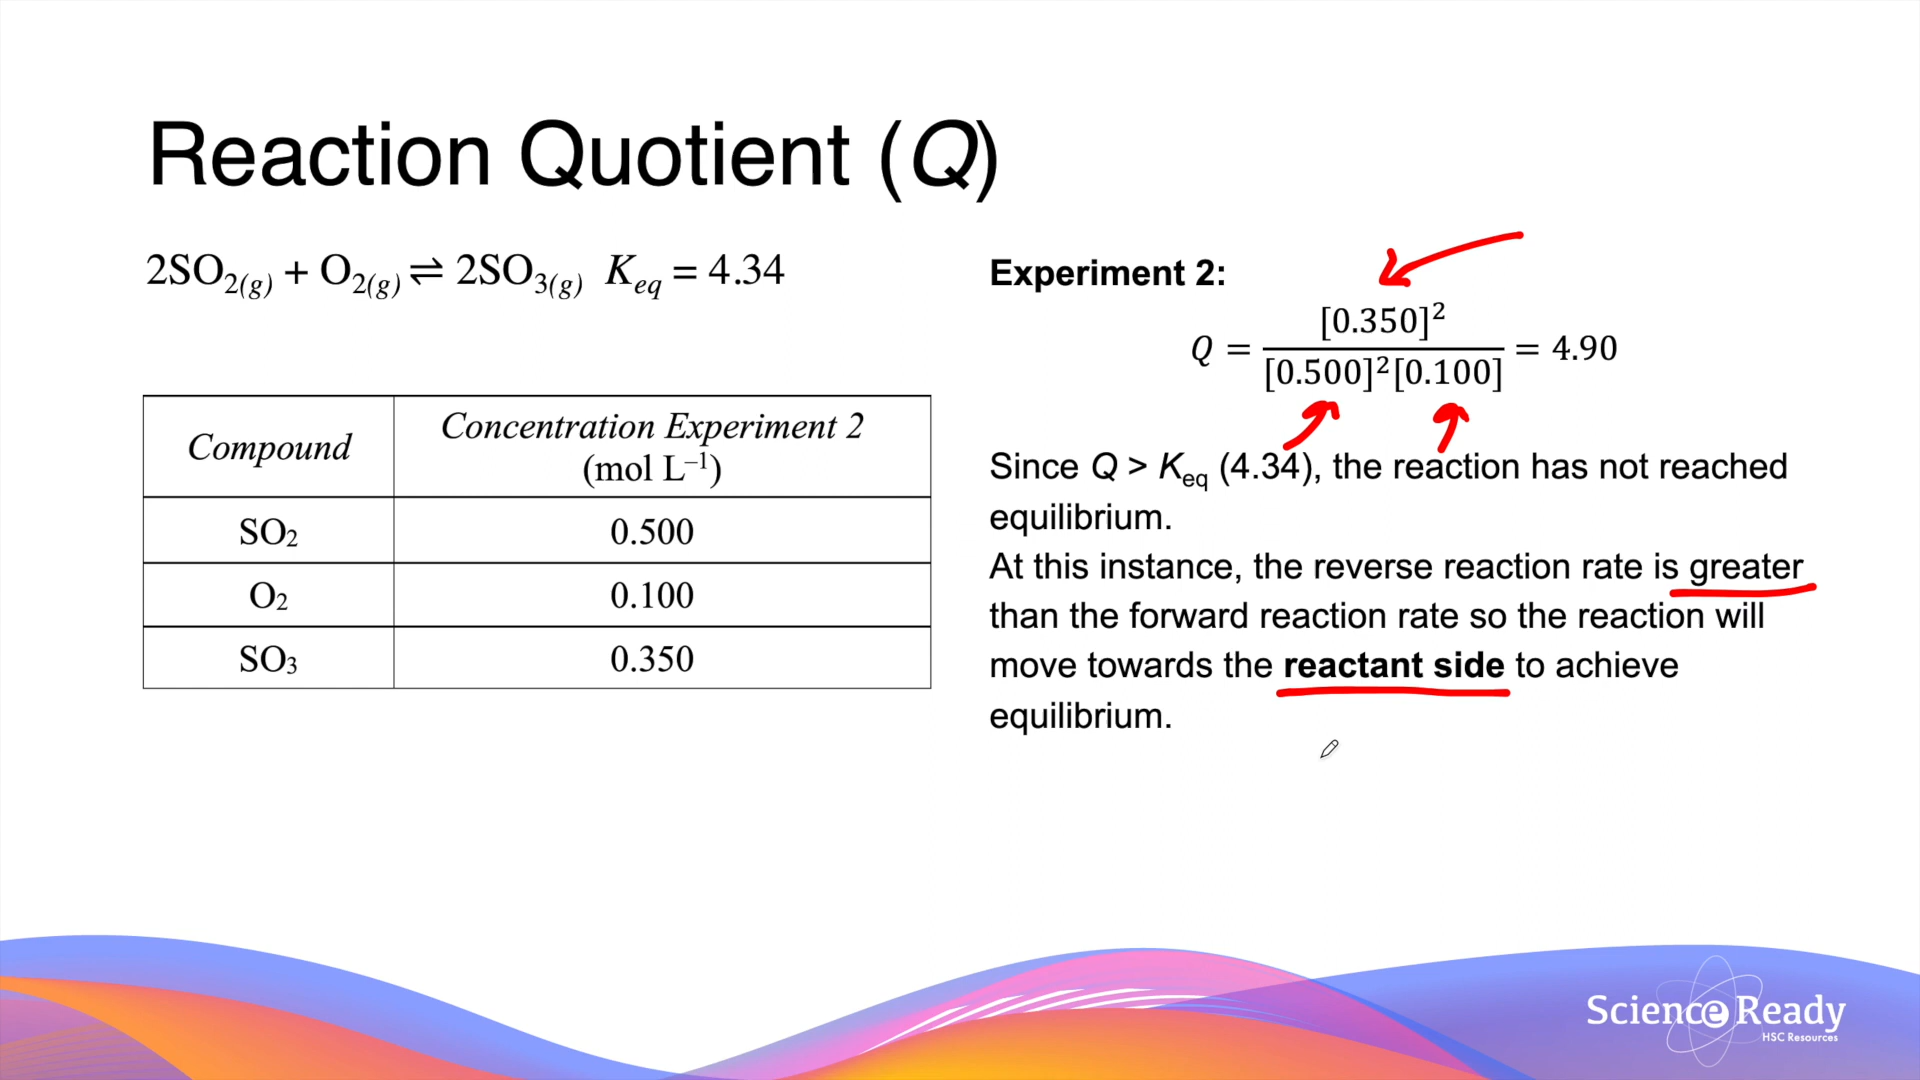 Reaction Quotient (Q)
2SO₂(g) + O₂(g) ⇌ 2SO₃(g) Keq = 4.34
Compound	Concentration Experiment 2 (mol L⁻¹)
SO₂	0.500
O₂	0.100
SO₃	0.350
Experiment 2:
Q = [0.350]² / [0.500]²[0.100] = 4.90
Since Q > Keq (4.34), the reaction has not reached
equilibrium.
At this instance, the reverse reaction rate is greater
than the forward reaction rate so the reaction will
move towards the reactant side to achieve
equilibrium.
Science Ready
HSC Resources